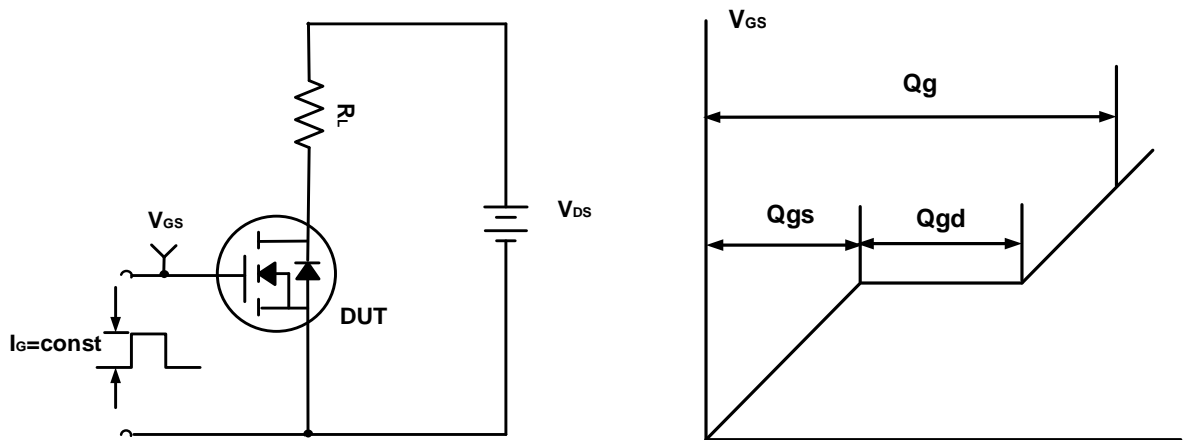 RL
VGS
VDS
DUT
IG=const
VGS
Qg
Qgs
Qgd